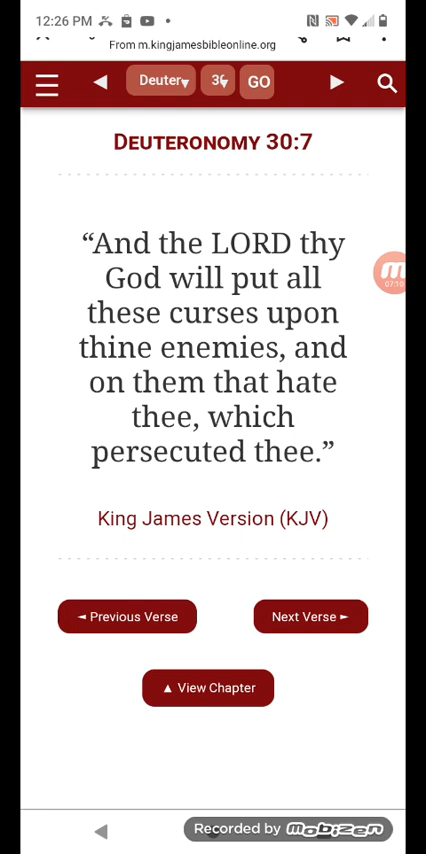 12:26 PM
From m.kingjamesbibleonline.org
Deuter
GO
DEUTERONOMY 30:7
“And the LORD thy
God will put all
these curses upon
thine enemies, and
on them that hate
thee, which
persecuted thee.”
07:10
King James Version (KJV)
◄ Previous Verse
Next Verse ►
▲ View Chapter
Recorded by mobizen